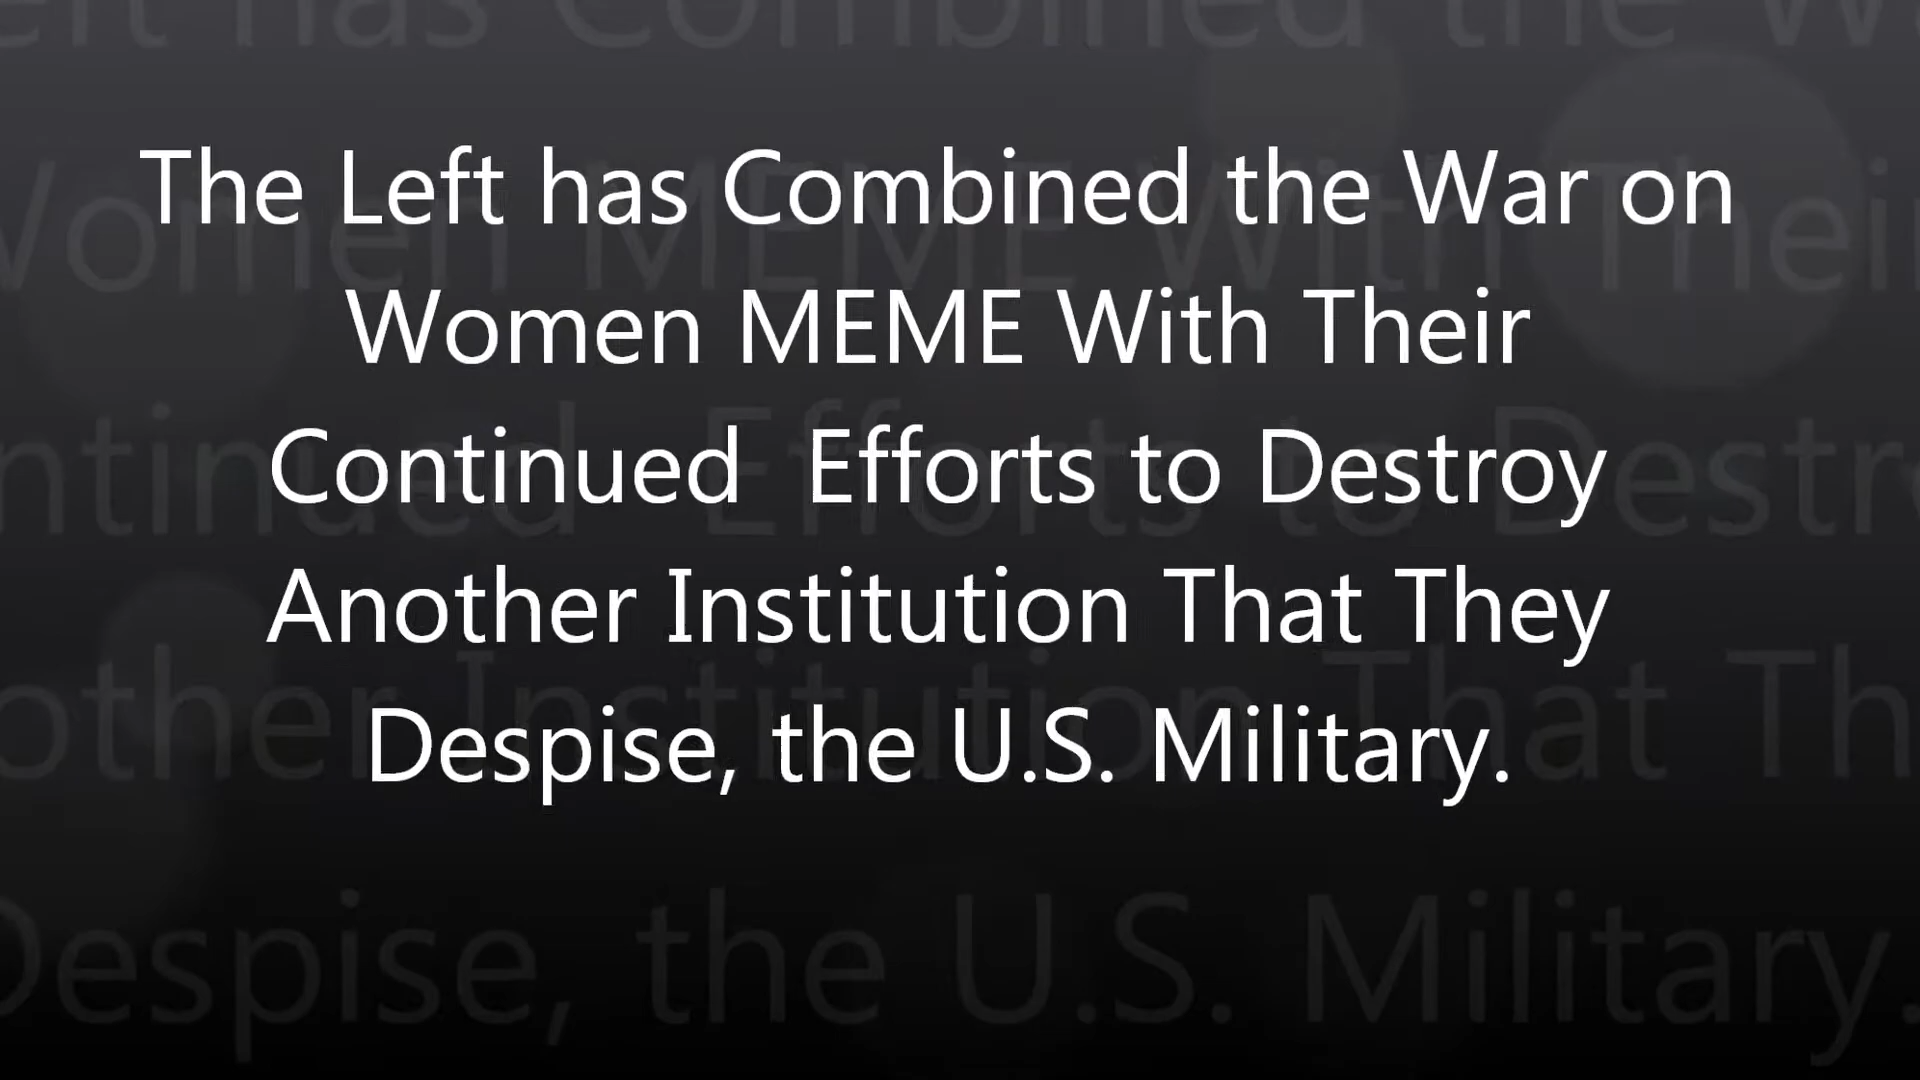 The Left has Combined the War on
Women MEME With Their
Continued  Efforts to Destroy
Another Institution That They
Despise, the U.S. Military.